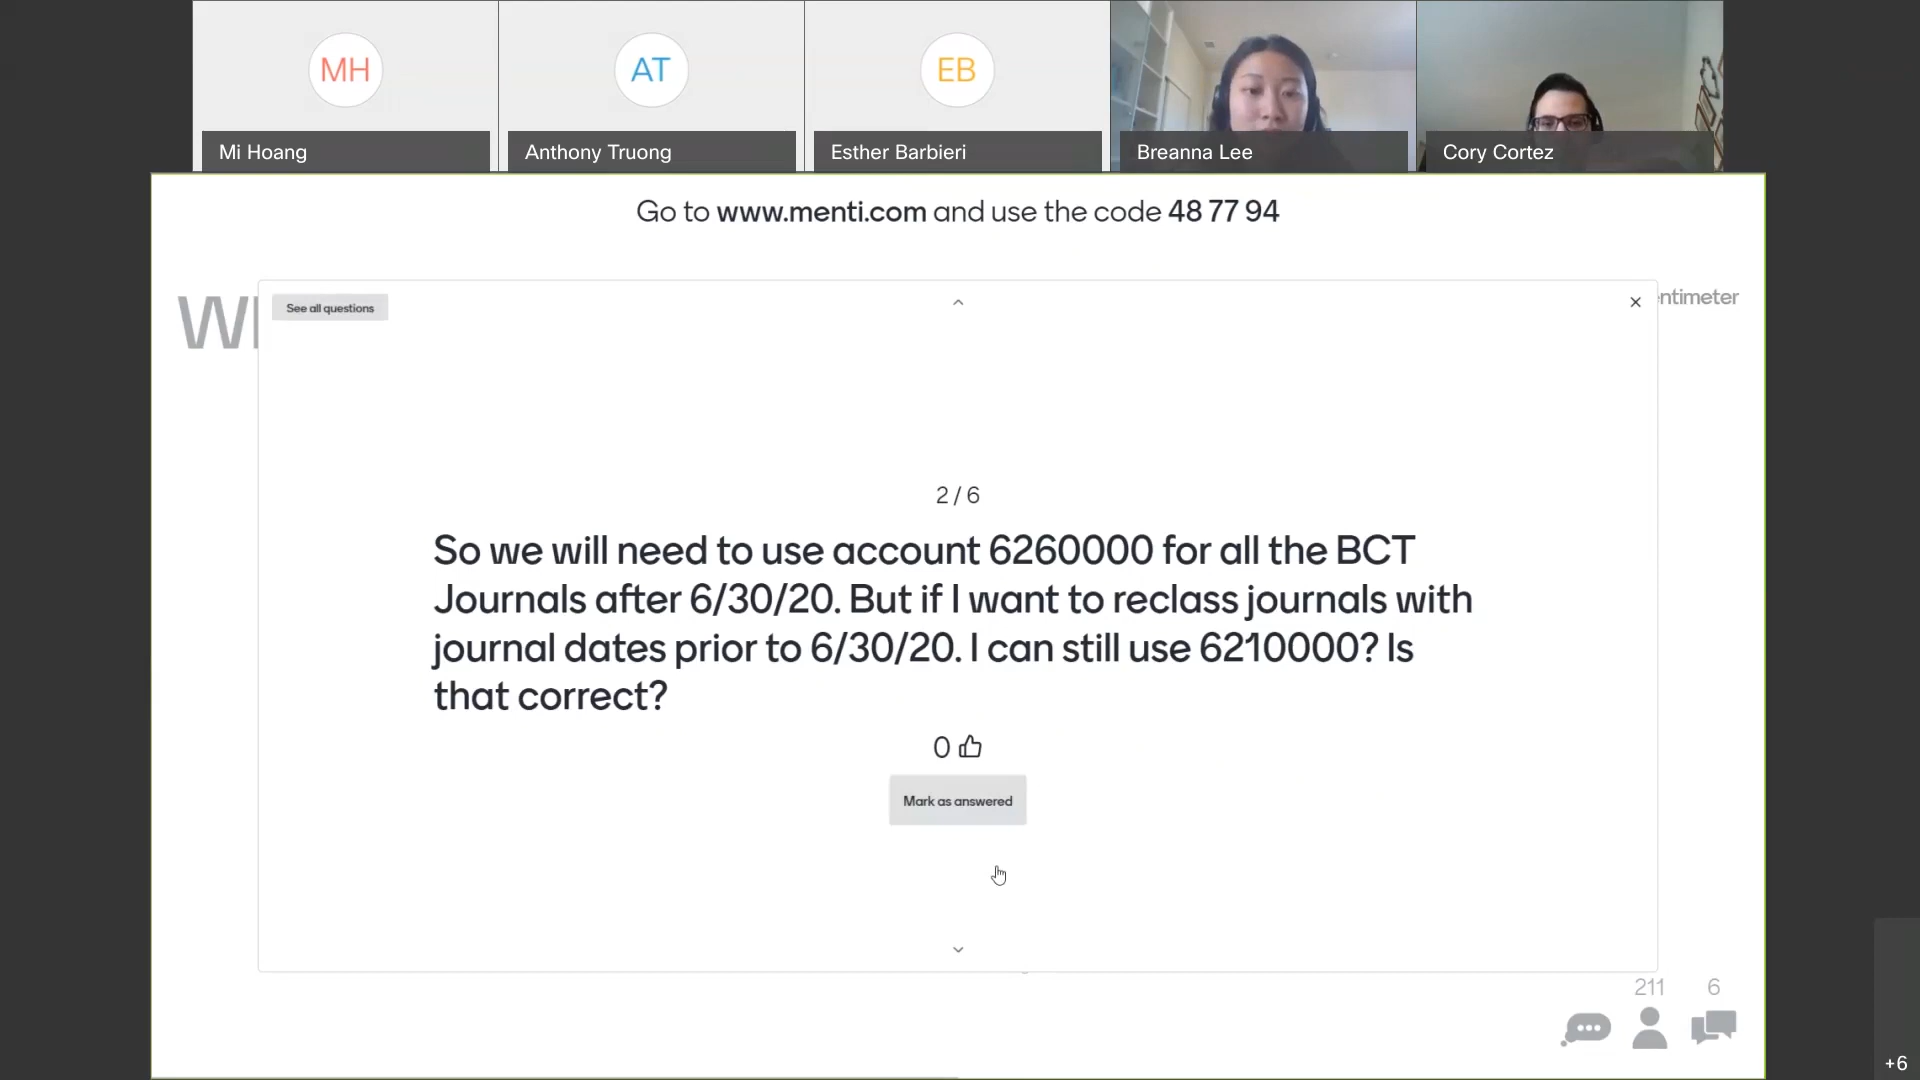 MH
AT
EB
Mi Hoang
Anthony Truong
Esther Barbieri
Breanna Lee
Cory Cortez
Go to www.menti.com and use the code 48 77 94
See all questions
entimeter
2 / 6
So we will need to use account 6260000 for all the BCT
Journals after 6/30/20. But if I want to reclass journals with
journal dates prior to 6/30/20. I can still use 6210000? Is
that correct?
0
Mark as answered
211
6
+6